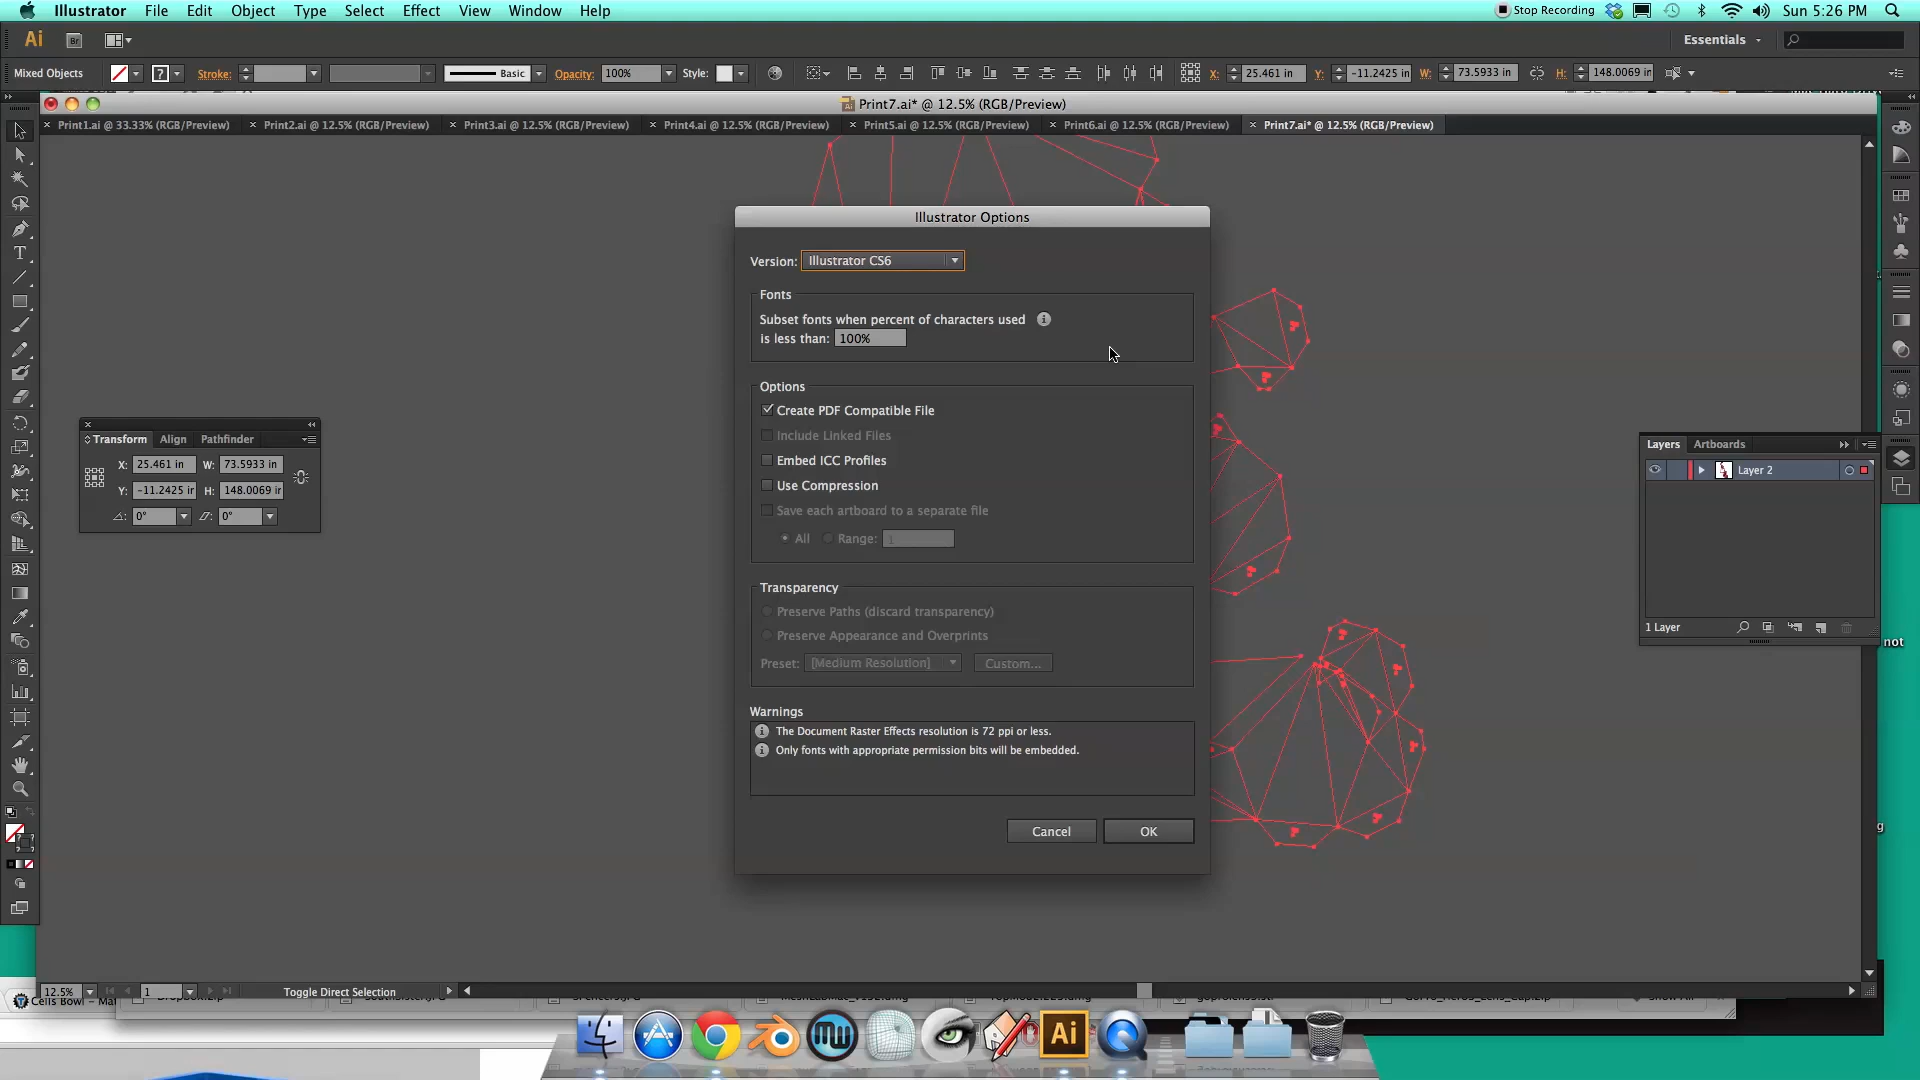 Illustrator File Edit Object Type Select Effect View Window Help
Stop Recording Sun 5:26 PM
Ai Br Essentials
Mixed Objects Stroke: Basic Opacity: 100% Style: X: 25.461 in Y: -11.2425 in W: 73.5933 in H: 148.0069 in
Print7.ai* @ 12.5% (RGB/Preview)
Print1.ai @ 33.33% (RGB/Preview) Print2.ai @ 12.5% (RGB/Preview) Print3.ai @ 12.5% (RGB/Preview) Print4.ai @ 12.5% (RGB/Preview) Print5.ai @ 12.5% (RGB/Preview) Print6.ai @ 12.5% (RGB/Preview) Print7.ai* @ 12.5% (RGB/Preview)
Illustrator Options
Version: Illustrator CS6
Fonts
Subset fonts when percent of characters used
is less than: 100%
Options
Create PDF Compatible File
Include Linked Files
Embed ICC Profiles
Use Compression
Save each artboard to a separate file
All Range: 1
Transparency
Preserve Paths (discard transparency)
Preserve Appearance and Overprints
Preset: [Medium Resolution] Custom...
Warnings
The Document Raster Effects resolution is 72 ppi or less.
Only fonts with appropriate permission bits will be embedded.
Cancel OK
Transform Align Pathfinder
X: 25.461 in W: 73.5933 in
Y: -11.2425 in H: 148.0069 in
0° 0°
Layers Artboards
Layer 2
1 Layer
not
g
12.5% 1 Toggle Direct Selection
Cells Bowl – Mat
Ai